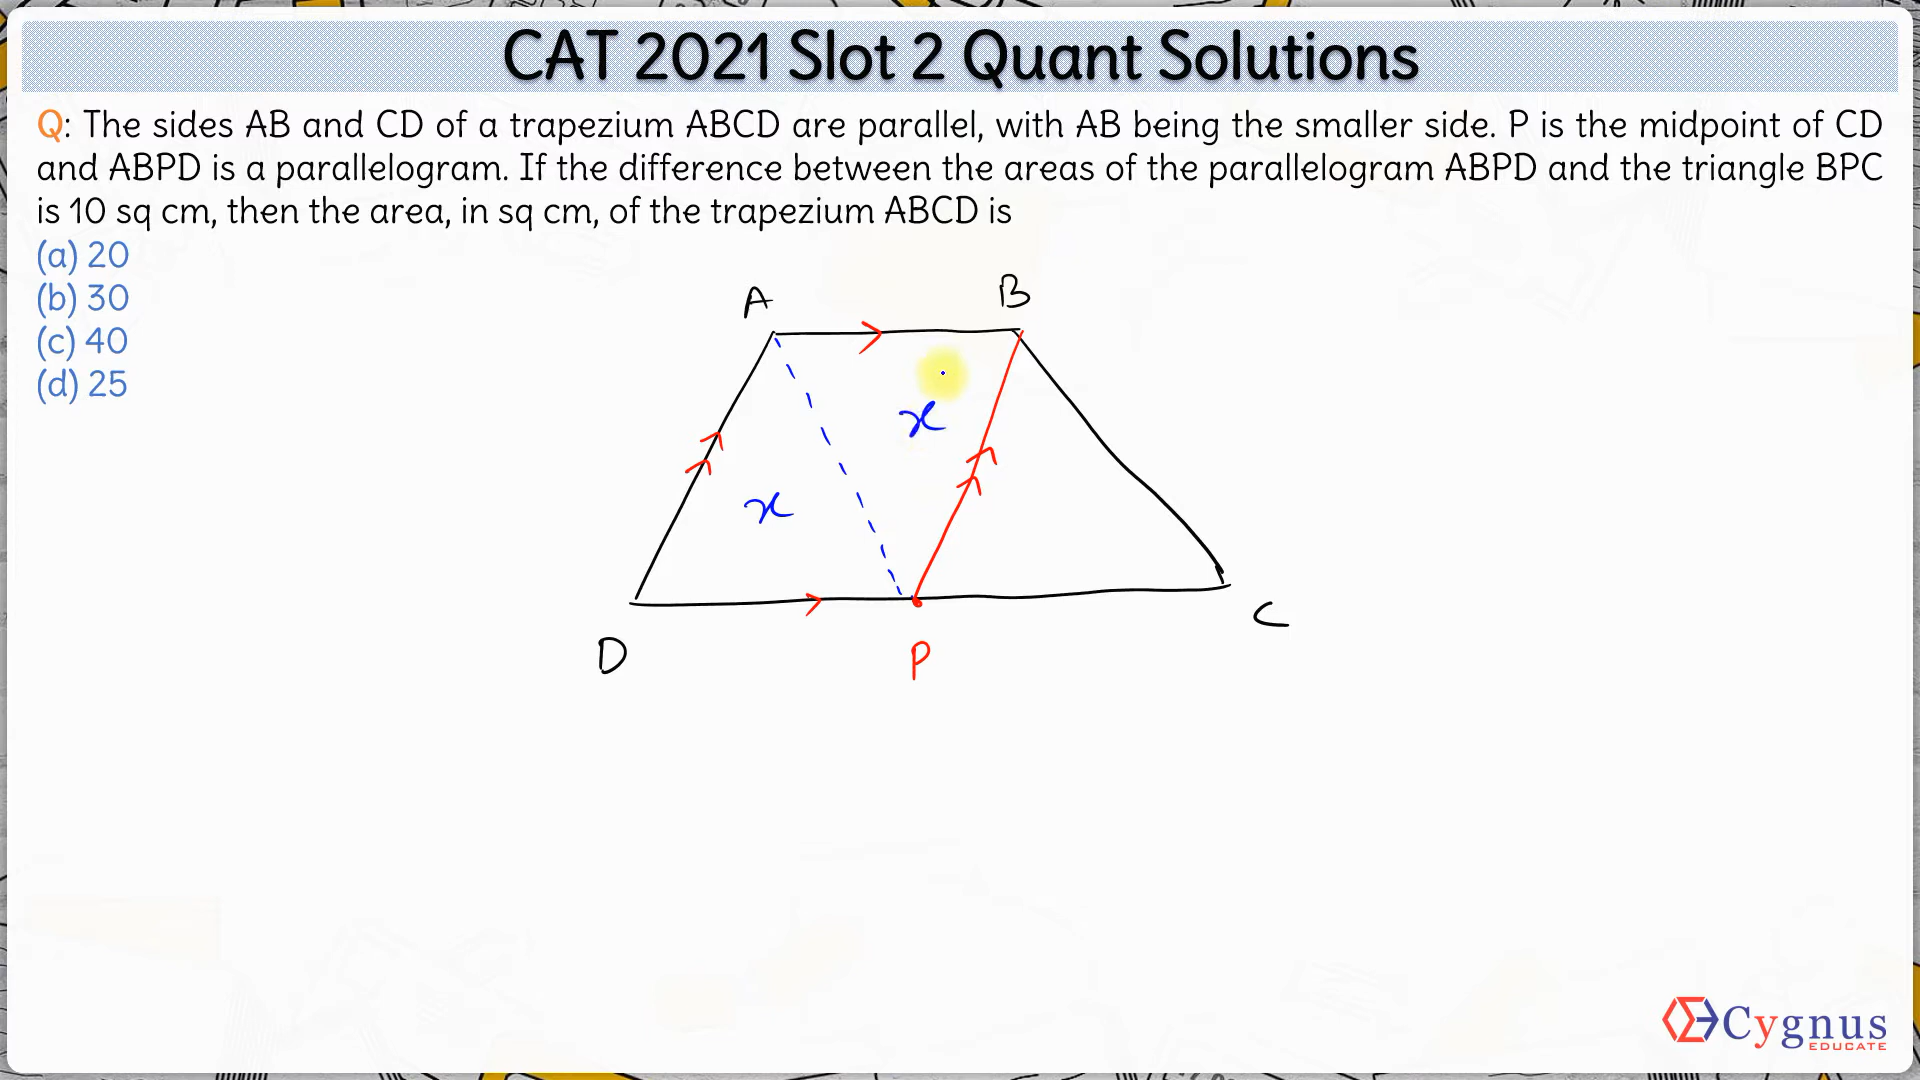 CAT 2021 Slot 2 Quant Solutions
Q: The sides AB and CD of a trapezium ABCD are parallel, with AB being the smaller side. P is the midpoint of CD
and ABPD is a parallelogram. If the difference between the areas of the parallelogram ABPD and the triangle BPC
is 10 sq cm, then the area, in sq cm, of the trapezium ABCD is
(a) 20
(b) 30
(c) 40
(d) 25
A B
x
x
D P C
Cygnus
EDUCATE